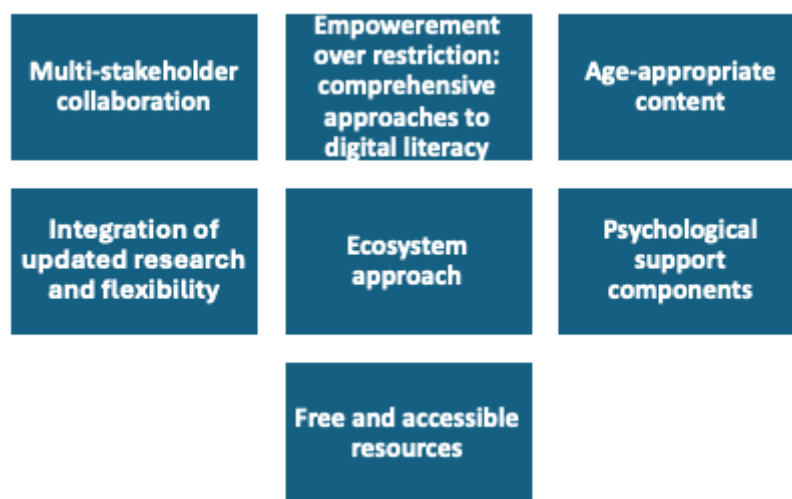 Multi-stakeholder
collaboration
Empowerement
over restriction:
comprehensive
approaches to
digital literacy
Age-appropriate
content
Integration of
updated research
and flexibility
Ecosystem
approach
Psychological
support
components
Free and accessible
resources